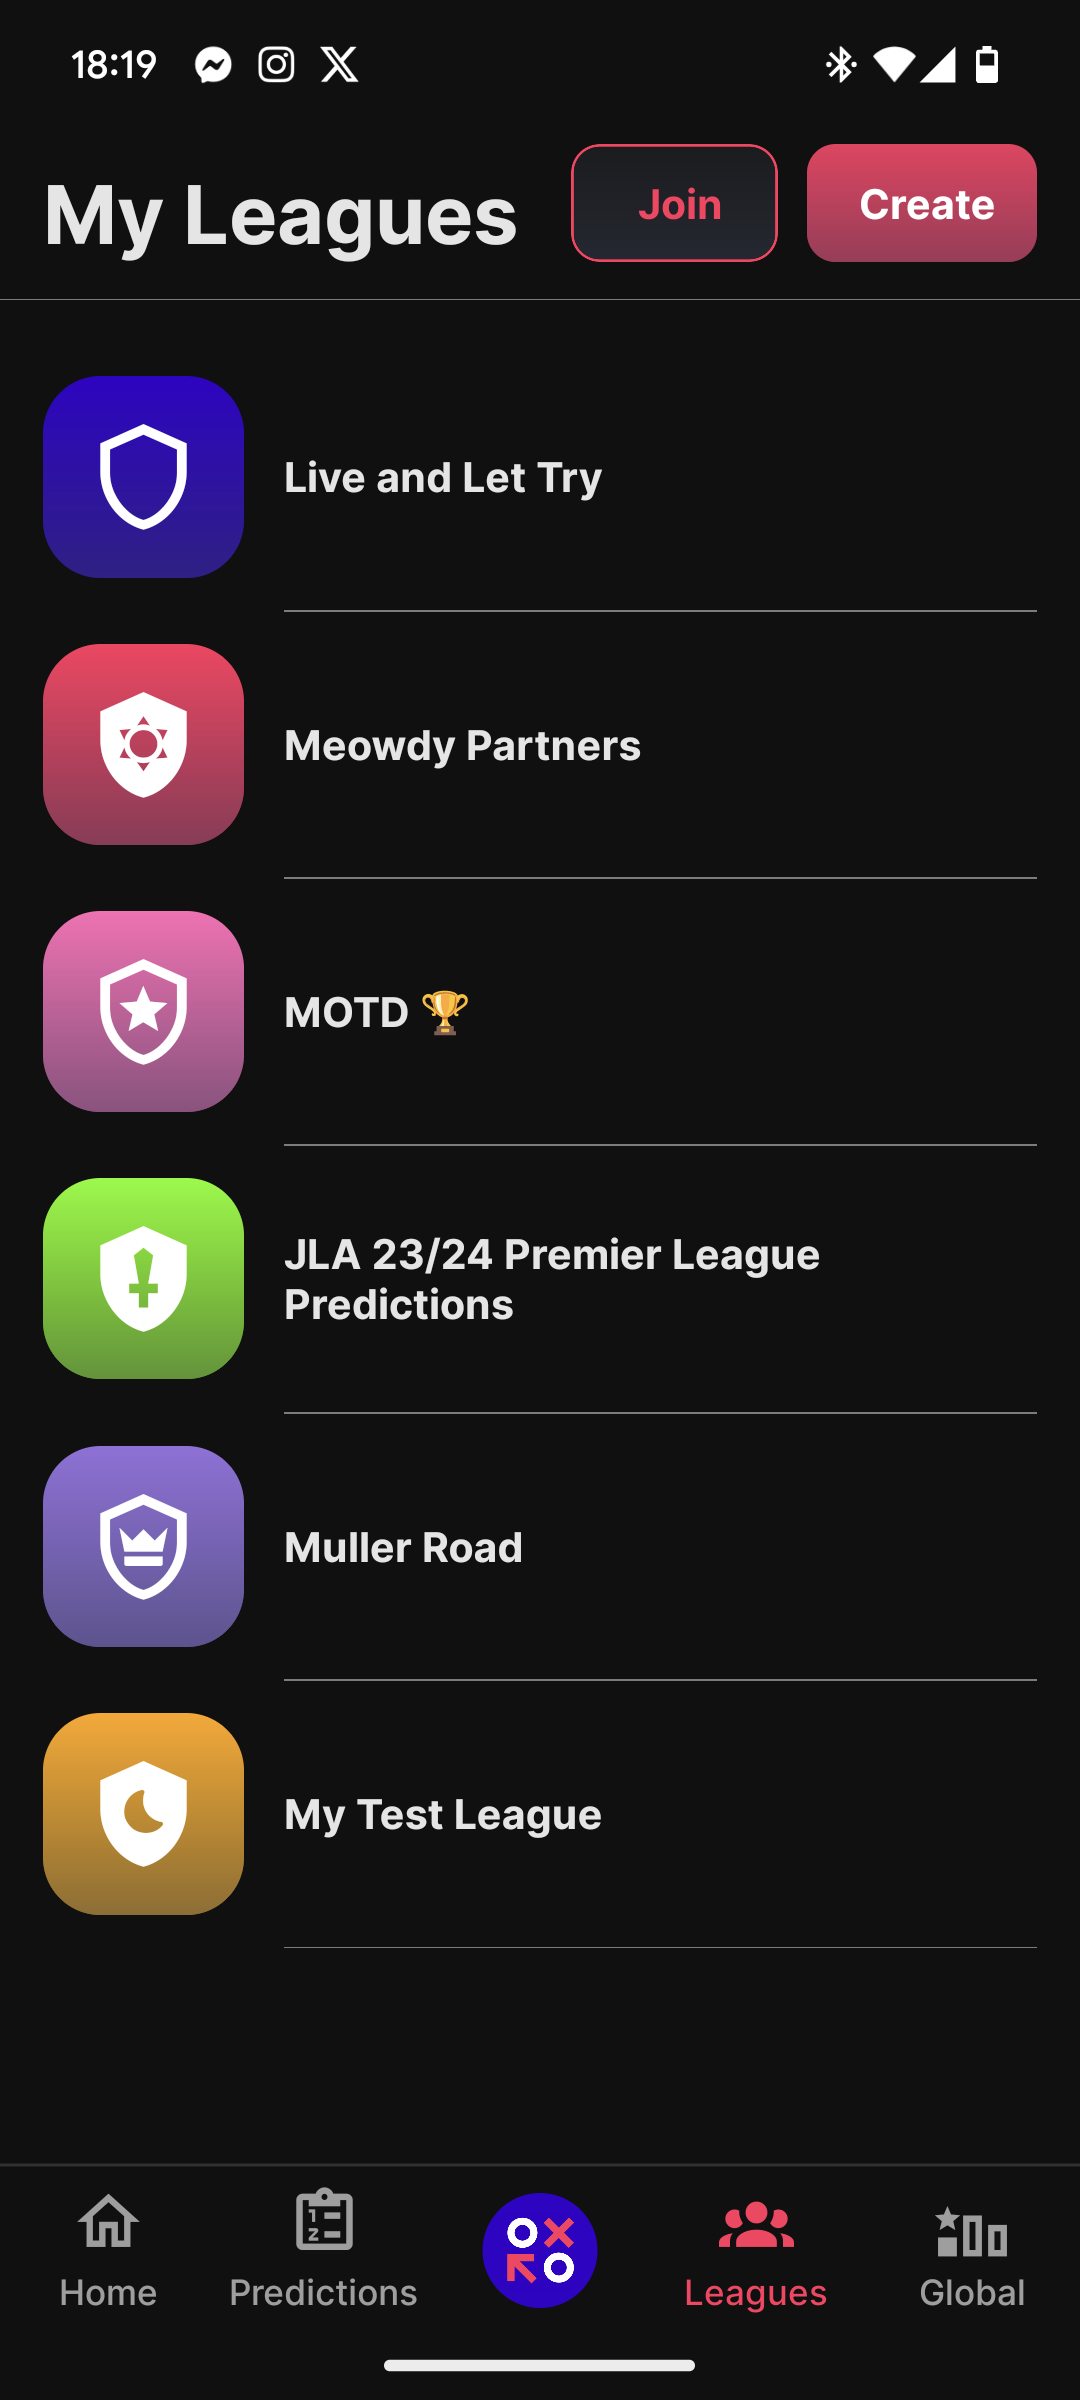 18:19
My Leagues
Join
Create
Live and Let Try
Meowdy Partners
MOTD 🏆
JLA 23/24 Premier League
Predictions
Muller Road
My Test League
Home
Predictions
Leagues
Global